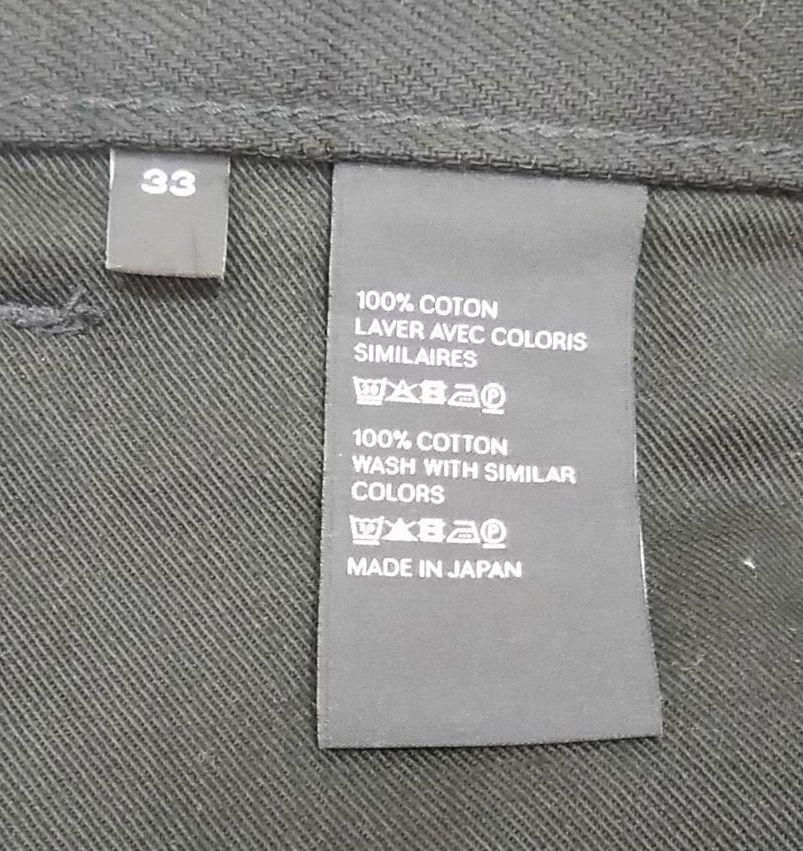 33
100% COTON
LAVER AVEC COLORIS
SIMILAIRES
100% COTTON
WASH WITH SIMILAR
COLORS
MADE IN JAPAN